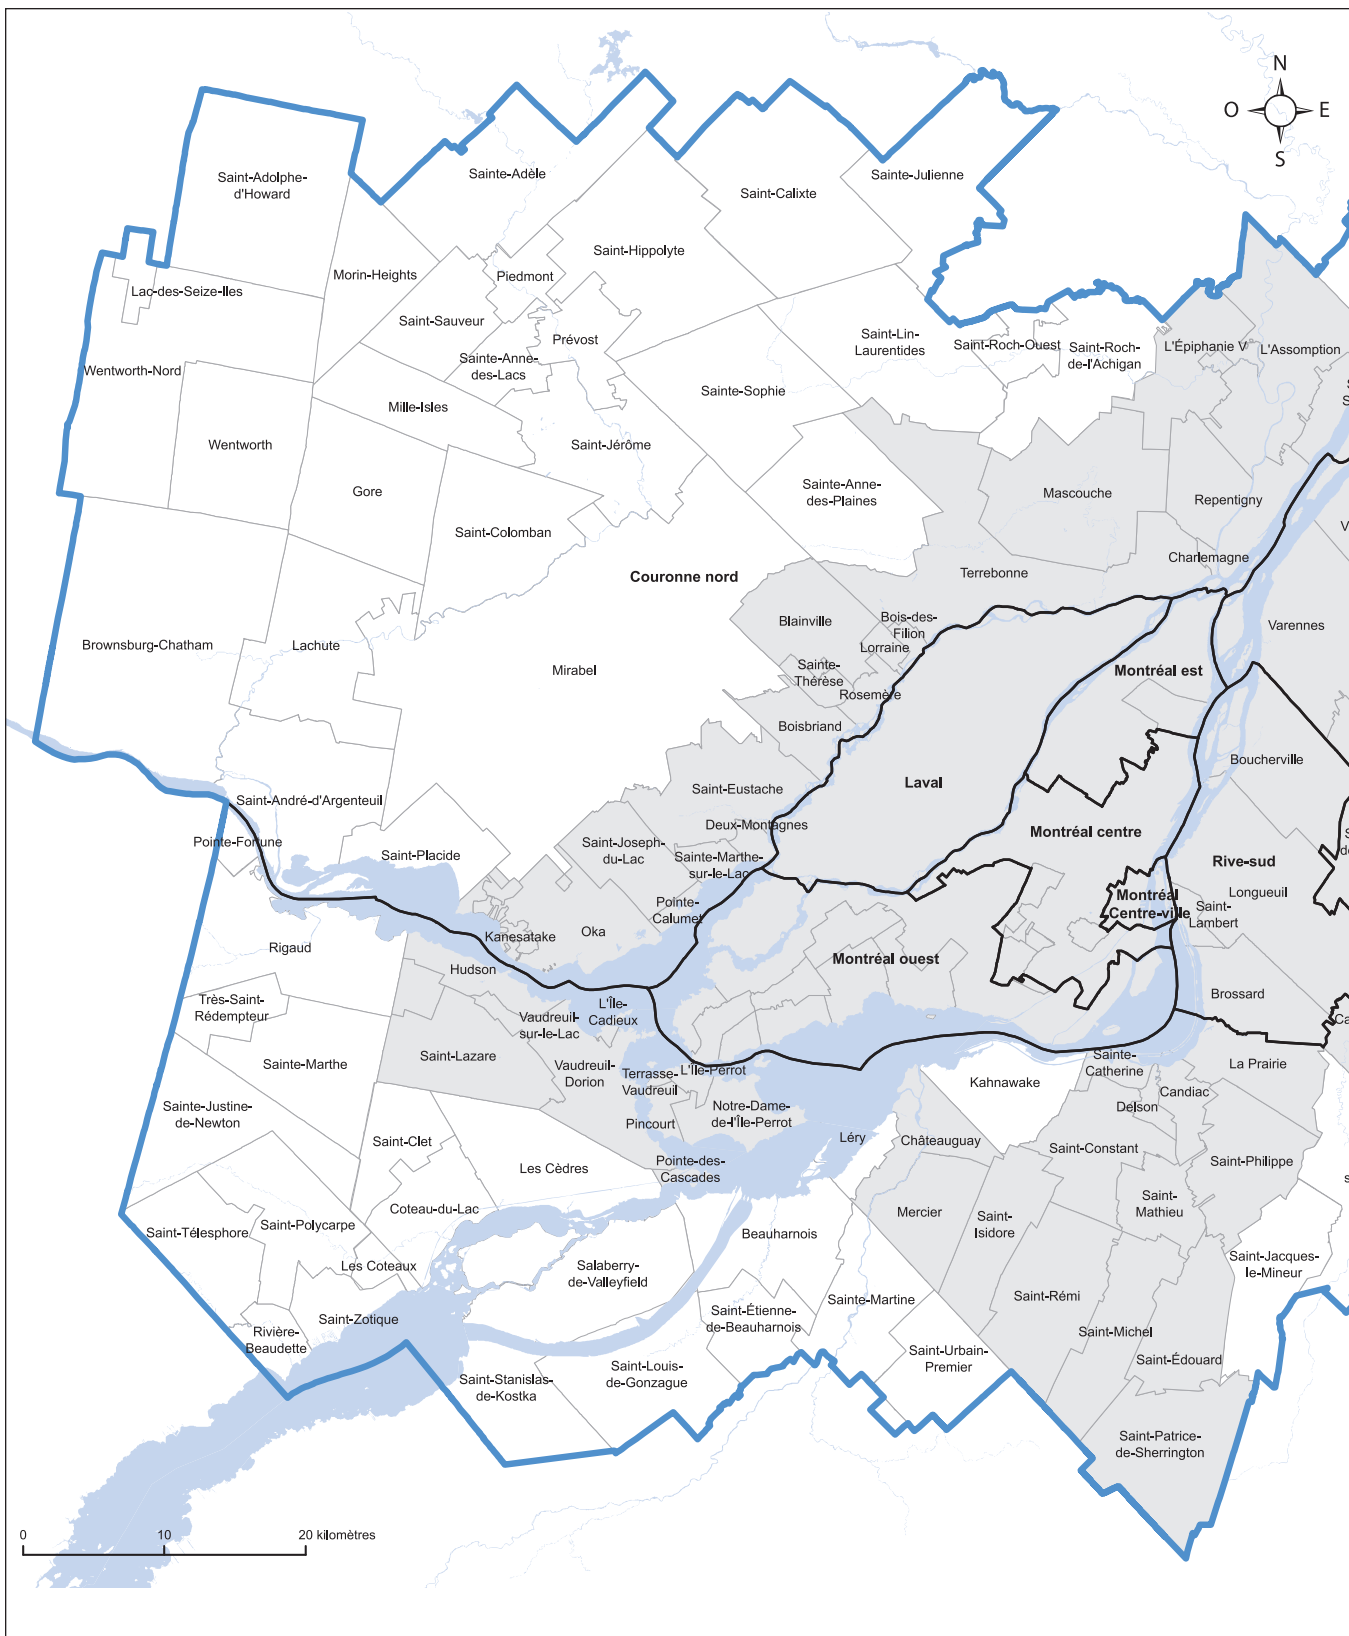 N
O
E
S
Saint-Adolphe-
d'Howard
Sainte-Adèle
Saint-Calixte
Sainte-Julienne
Saint-Hippolyte
Morin-Heights
Piedmont
Lac-des-Seize-Iles
Saint-Sauveur
Prévost
Sainte-Anne-
des-Lacs
Saint-Lin-
Laurentides
Saint-Roch-Ouest
Saint-Roch-
de-l'Achigan
L'Épiphanie V
L'Assomption
Wentworth-Nord
Mille-Isles
Sainte-Sophie
Wentworth
Saint-Jérôme
Gore
Sainte-Anne-
des-Plaines
Mascouche
Repentigny
Saint-Colomban
Charlemagne
Couronne nord
Terrebonne
Blainville
Bois-des-
Filion
Lorraine
Varennes
Brownsburg-Chatham
Lachute
Mirabel
Sainte-
Thérèse
Rosemère
Montréal est
Boisbriand
Boucherville
Saint-Eustache
Laval
Saint-André-d'Argenteuil
Deux-Montagnes
Montréal centre
Pointe-Fortune
Saint-Placide
Saint-Joseph-
du-Lac
Sainte-Marthe-
sur-le-Lac
Rive-sud
Longueuil
Montréal
Centre-ville
Saint-
Lambert
Pointe-
Calumet
Kanesatake
Oka
Rigaud
Hudson
Montréal ouest
Brossard
Très-Saint-
Rédempteur
L'Île-
Cadieux
Vaudreuil-
sur-le-Lac
Ca
Sainte-Marthe
Saint-Lazare
Vaudreuil-
Dorion
Terrasse-
Vaudreuil
L'Île-Perrot
Kahnawake
Sainte-
Catherine
La Prairie
Candiac
Delson
Sainte-Justine-
de-Newton
Notre-Dame-
de-l'Île-Perrot
Pincourt
Saint-Clet
Léry
Châteauguay
Saint-Constant
Les Cèdres
Pointe-des-
Cascades
Saint-Philippe
Coteau-du-Lac
Mercier
Saint-
Isidore
Saint-
Mathieu
Saint-Télesphore
Saint-Polycarpe
Beauharnois
Les Coteaux
Salaberry-
de-Valleyfield
Saint-Jacques-
le-Mineur
Saint-Zotique
Saint-Étienne-
de-Beauharnois
Sainte-Martine
Saint-Rémi
Rivière-
Beaudette
Saint-Michel
Saint-Urbain-
Premier
Saint-Édouard
Saint-Louis-
de-Gonzague
Saint-Stanislas-
de-Kostka
Saint-Patrice-
de-Sherrington
0
10
20 kilomètres